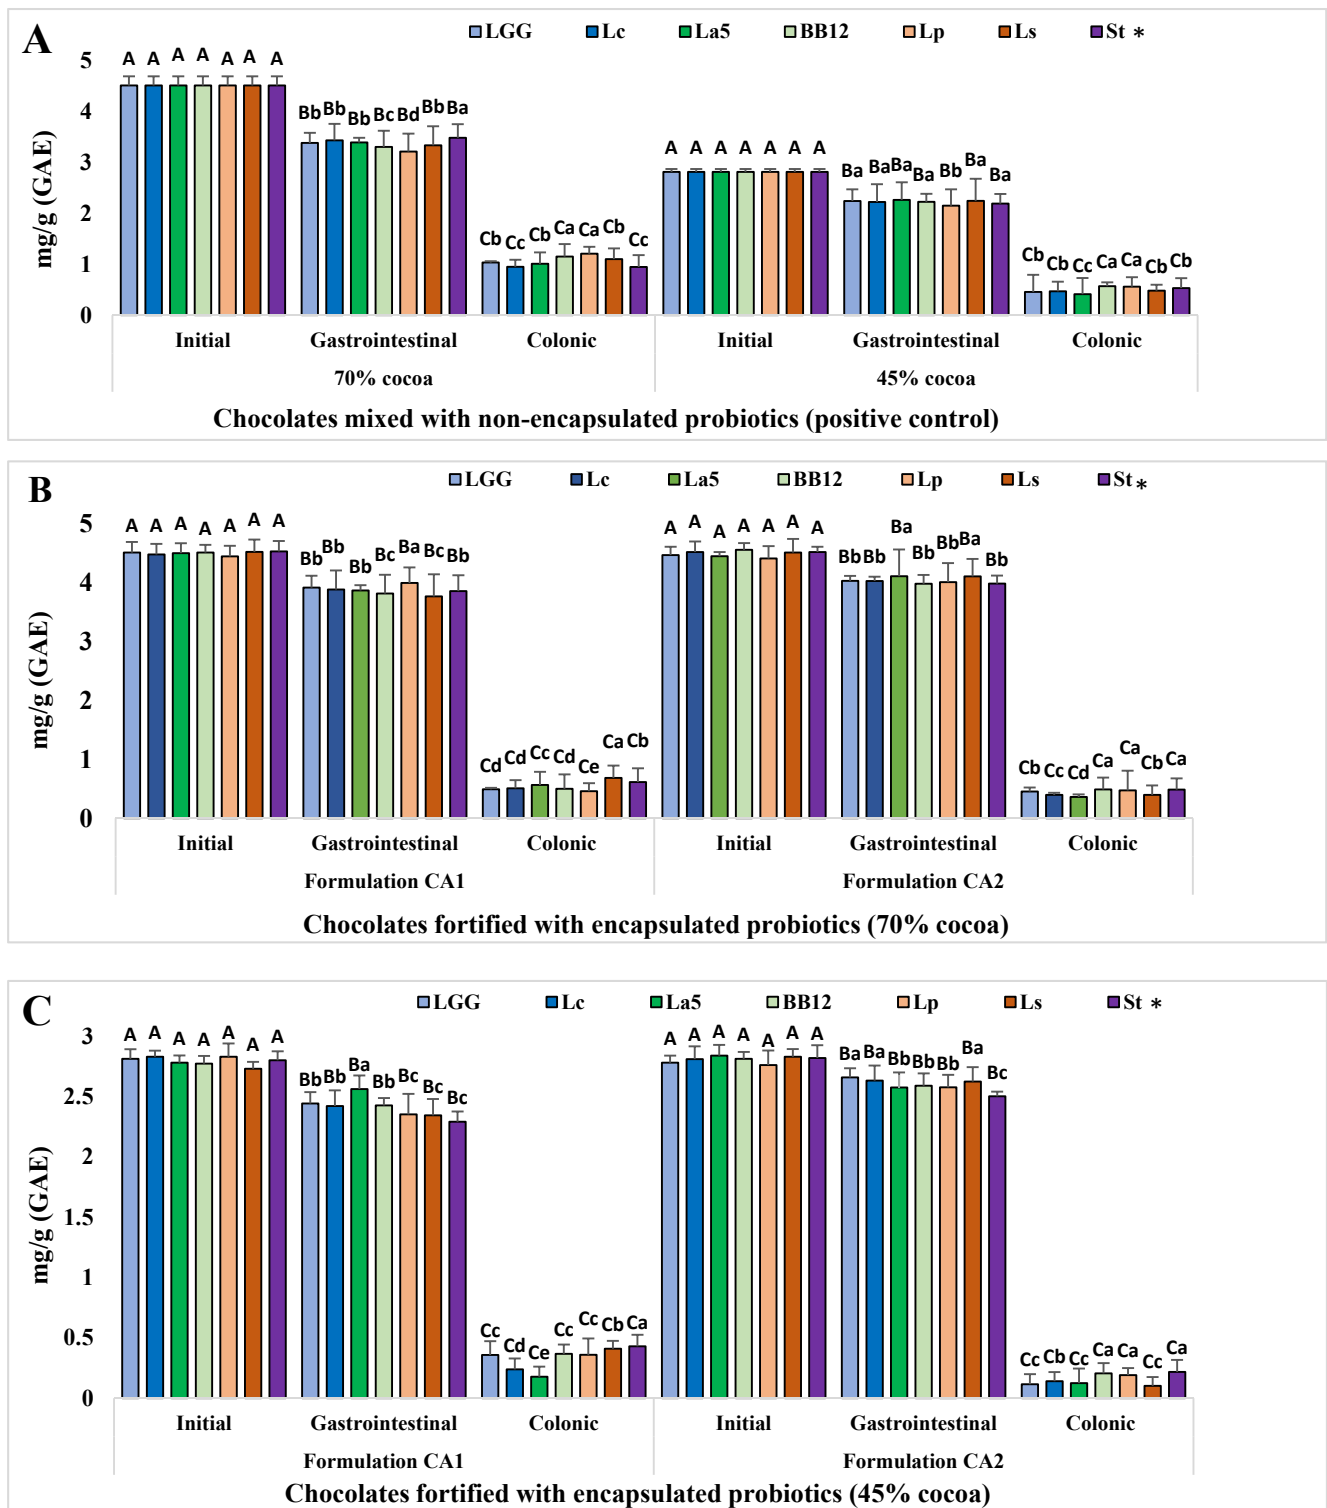 A
LGG Lc La5 BB12 Lp Ls St *
5
4
3
2
1
0
mg/g (GAE)
A A A A A A A
Bb Bb Bb Bc Bd Bb Ba
Cb Cc Cb Ca Ca Cb Cc
A A A A A A A
Ba Ba Ba Ba Bb Ba Ba
Cb Cb Cc Ca Ca Cb Cb
Initial Gastrointestinal Colonic Initial Gastrointestinal Colonic
70% cocoa 45% cocoa
Chocolates mixed with non-encapsulated probiotics (positive control)
B
LGG Lc La5 BB12 Lp Ls St *
5
4
3
2
1
0
mg/g (GAE)
A A A A A A A
Bb Bb Bb Bc Ba Bc Bb
Cd Cd Cc Cd Ce Ca Cb
A A A A A A A
Bb Bb Ba Bb Bb Ba Bb
Cb Cc Cd Ca Ca Cb Ca
Initial Gastrointestinal Colonic Initial Gastrointestinal Colonic
Formulation CA1 Formulation CA2
Chocolates fortified with encapsulated probiotics (70% cocoa)
C
LGG Lc La5 BB12 Lp Ls St *
3
2.5
2
1.5
1
0.5
0
mg/g (GAE)
A A A A A A A
Bb Bb Ba Bb Bc Bc Bc
Cc Cd Ce Cc Cc Cb Ca
A A A A A A A
Ba Ba Bb Bb Bb Ba Bc
Cc Cb Cc Ca Ca Cc Ca
Initial Gastrointestinal Colonic Initial Gastrointestinal Colonic
Formulation CA1 Formulation CA2
Chocolates fortified with encapsulated probiotics (45% cocoa)